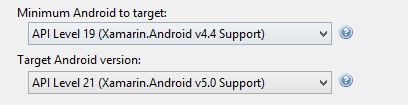 Minimum Android to target:
API Level 19 (Xamarin.Android v4.4 Support)
Target Android version:
API Level 21 (Xamarin.Android v5.0 Support)